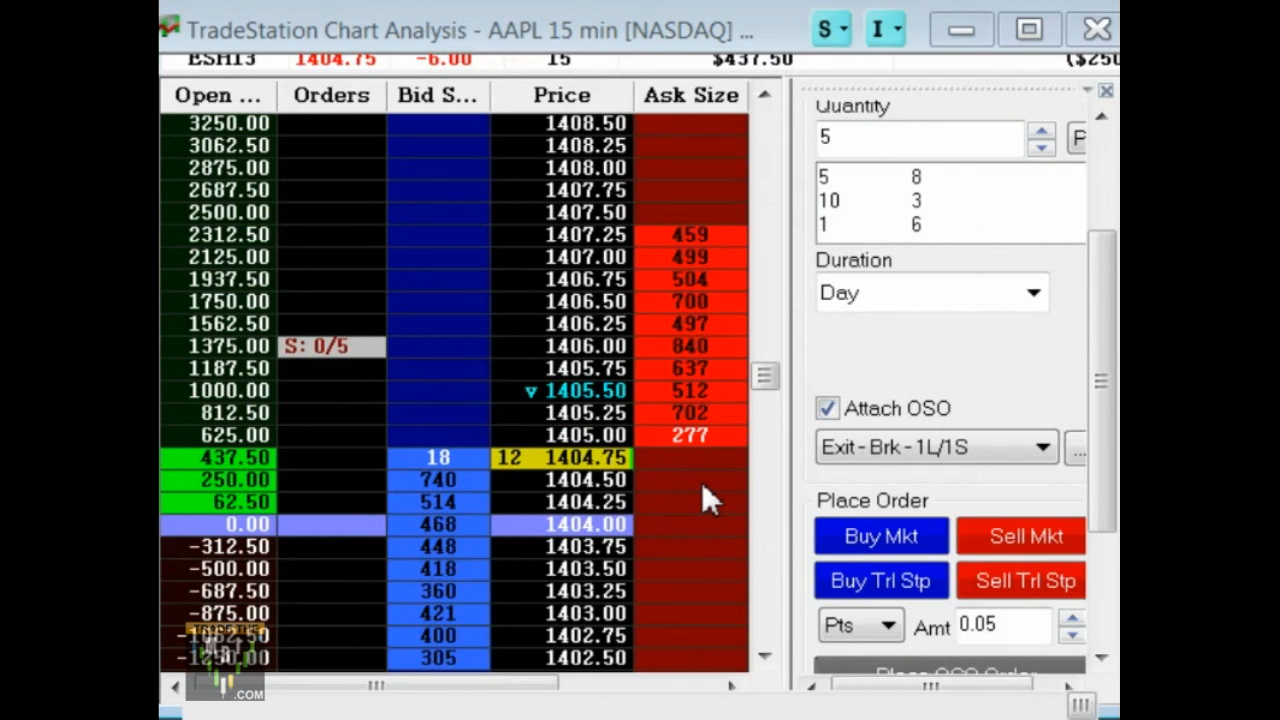 TradeStation Chart Analysis - AAPL 15 min [NASDAQ] ... S I
ESH13 1404.75 -6.00 15 $437.50 ($250
Open ... Orders Bid S... Price Ask Size
3250.00 1408.50
3062.50 1408.25
2875.00 1408.00
2687.50 1407.75
2500.00 1407.50
2312.50 1407.25 459
2125.00 1407.00 499
1937.50 1406.75 504
1750.00 1406.50 700
1562.50 1406.25 497
1375.00 S: 0/5 1406.00 840
1187.50 1405.75 637
1000.00 1405.50 512
812.50 1405.25 702
625.00 1405.00 277
437.50 18 12 1404.75
250.00 740 1404.50
62.50 514 1404.25
0.00 468 1404.00
-312.50 448 1403.75
-500.00 418 1403.50
-687.50 360 1403.25
-875.00 421 1403.00
400 1402.75
-1250.00 305 1402.50
TRADE THE
.COM
Quantity
5 P
5 8
10 3
1 6
Duration
Day
Attach OSO
Exit - Brk - 1L/1S ...
Place Order
Buy Mkt Sell Mkt
Buy Trl Stp Sell Trl Stp
Pts Amt 0.05
Place OSO Order